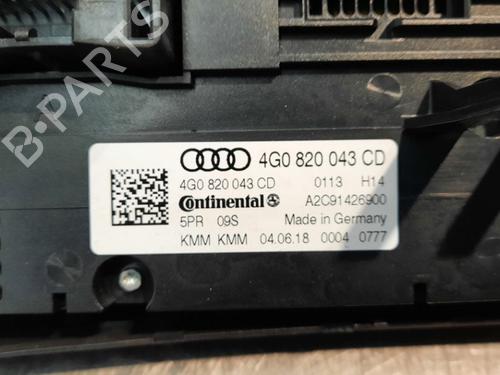 B-PARTS
4G0 820 043 CD
4G0 820 043 CD 0113 H14
Continental A2C91426900
5PR 09S Made in Germany
KMM KMM 04.06.18 0004 0777